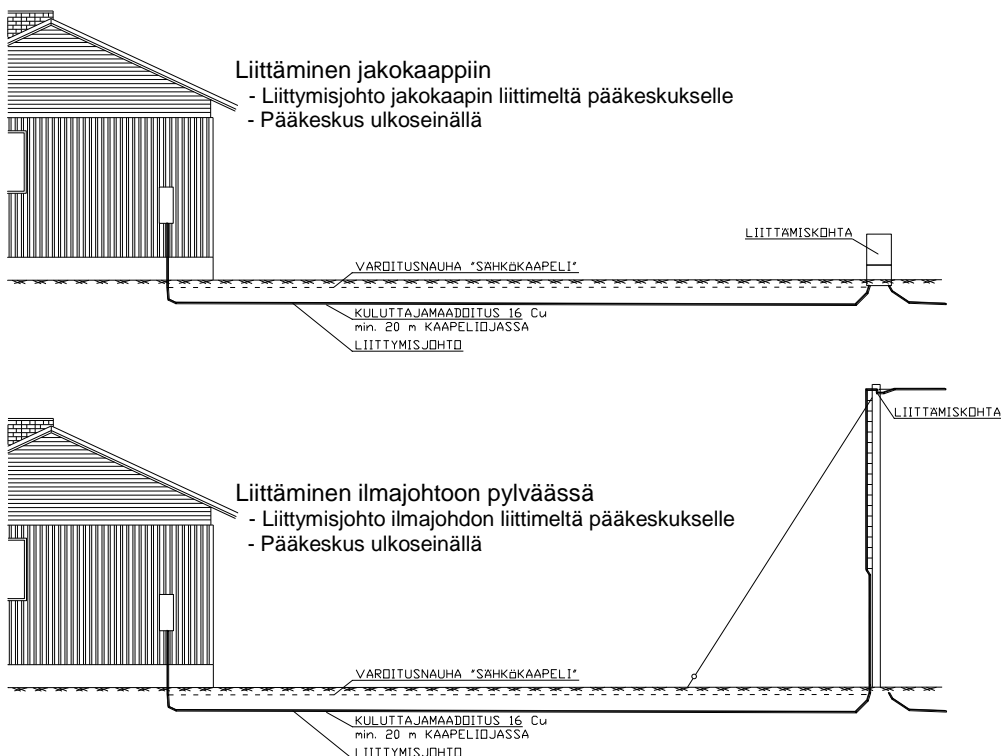 Liittäminen jakokaappiin
- Liittymisjohto jakokaapin liittimeltä pääkeskukselle
- Pääkeskus ulkoseinällä
LIITTÄMISKOHTA
VAROITUSNAUHA "SÄHKÖKAAPELI"
KULUTTAJAMAADOITUS 16 Cu
min. 20 m KAAPELIOJASSA
LIITTYMISJOHTO
LIITTÄMISKOHTA
Liittäminen ilmajohtoon pylväässä
- Liittymisjohto ilmajohdon liittimeltä pääkeskukselle
- Pääkeskus ulkoseinällä
VAROITUSNAUHA "SÄHKÖKAAPELI"
KULUTTAJAMAADOITUS 16 Cu
min. 20 m KAAPELIOJASSA
LIITTYMISJOHTO